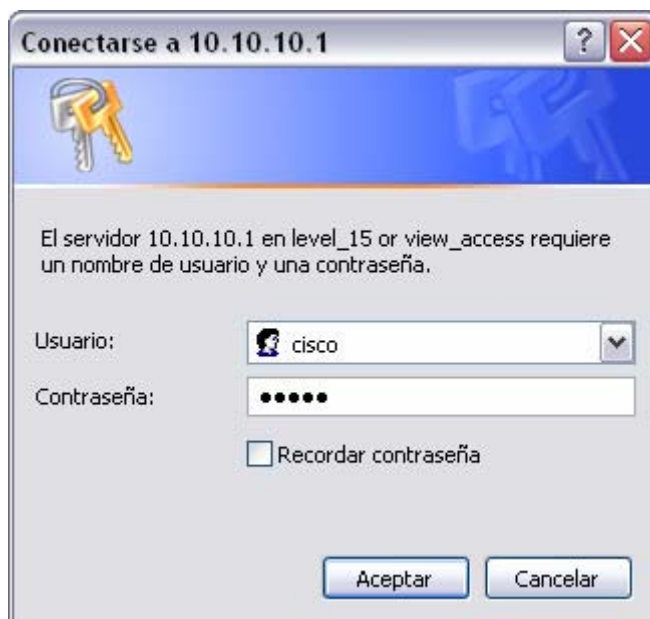 Conectarse a 10.10.10.1
El servidor 10.10.10.1 en level_15 or view_access requiere
un nombre de usuario y una contraseña.
Usuario: cisco
Contraseña: •••••
Recordar contraseña
Aceptar Cancelar